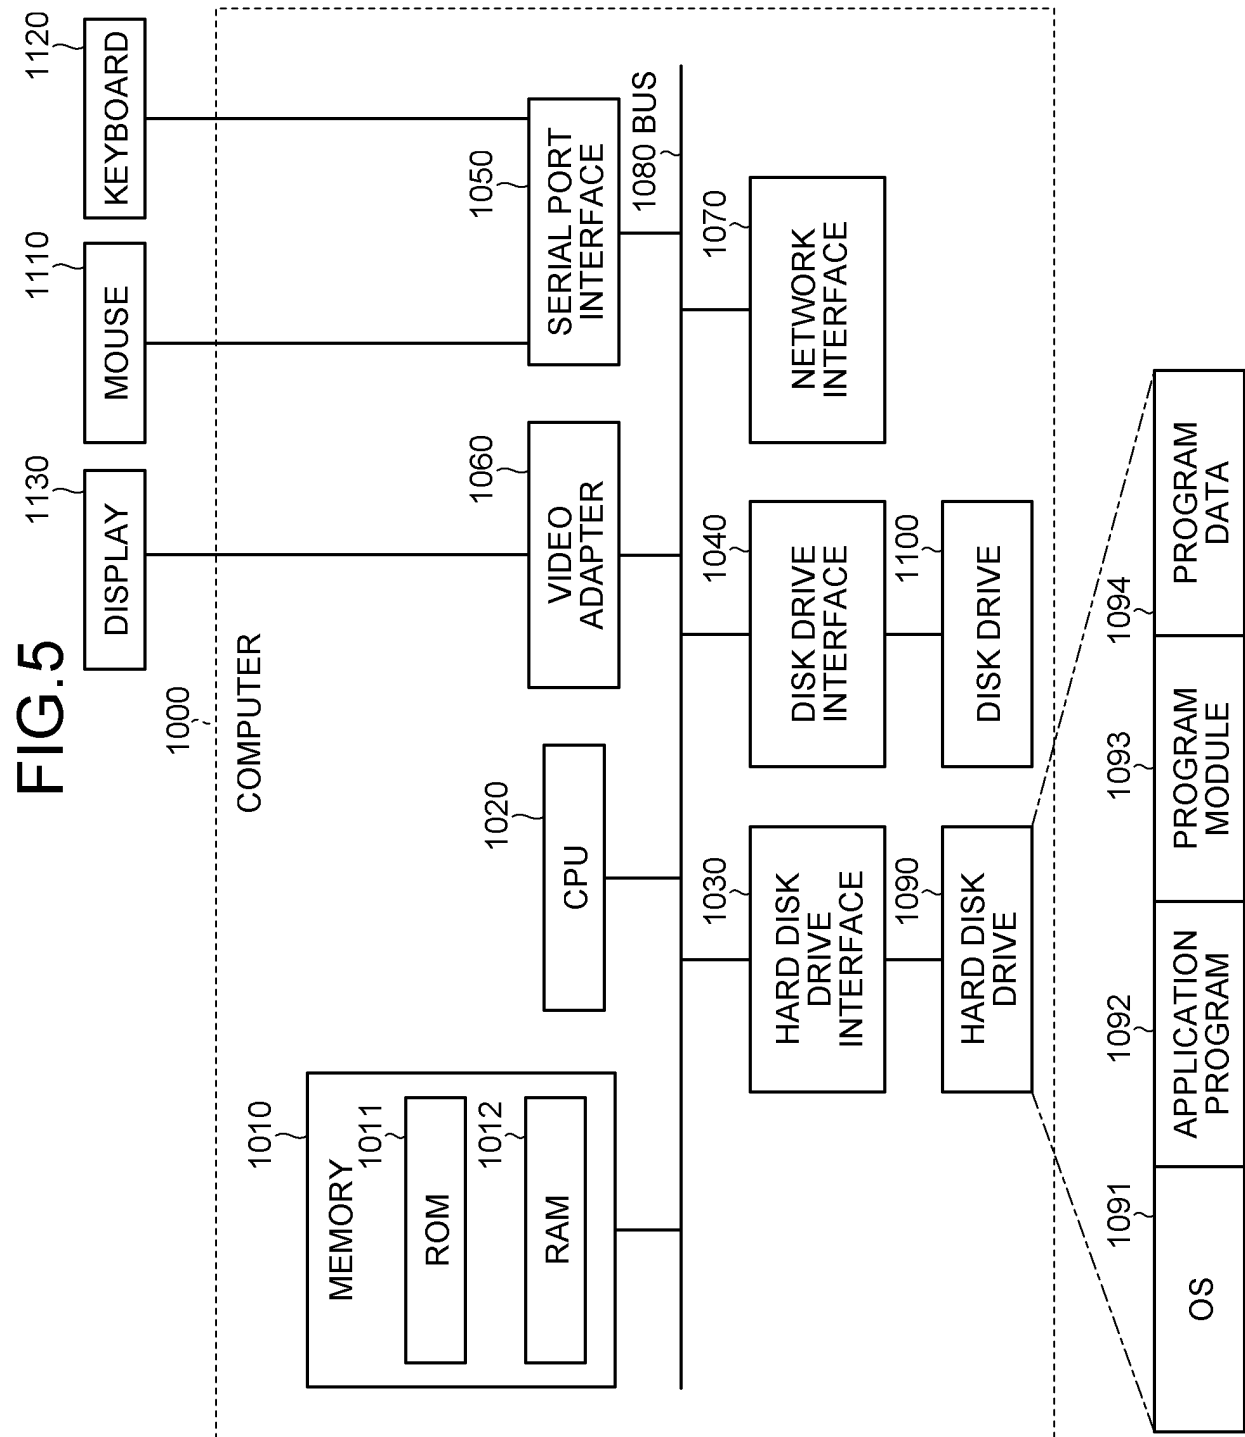 FIG.5
1000
COMPUTER
1130
DISPLAY
1110
MOUSE
1120
KEYBOARD
1010
MEMORY
1011
ROM
1012
RAM
1020
CPU
1060
VIDEO
ADAPTER
1050
SERIAL PORT
INTERFACE
1080 BUS
1030
HARD DISK
DRIVE
INTERFACE
1040
DISK DRIVE
INTERFACE
1070
NETWORK
INTERFACE
1090
HARD DISK
DRIVE
1100
DISK DRIVE
1091
OS
1092
APPLICATION
PROGRAM
1093
PROGRAM
MODULE
1094
PROGRAM
DATA